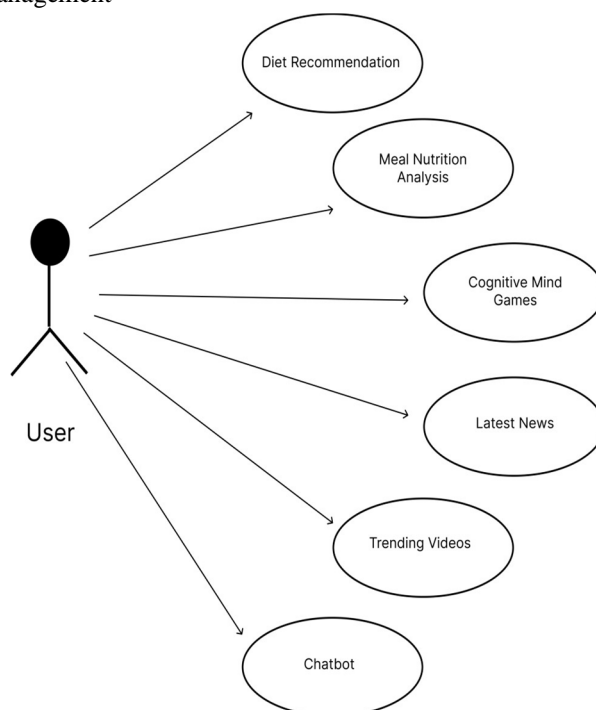 Diet Recommendation
Meal Nutrition
Analysis
Cognitive Mind
Games
Latest News
User
Trending Videos
Chatbot